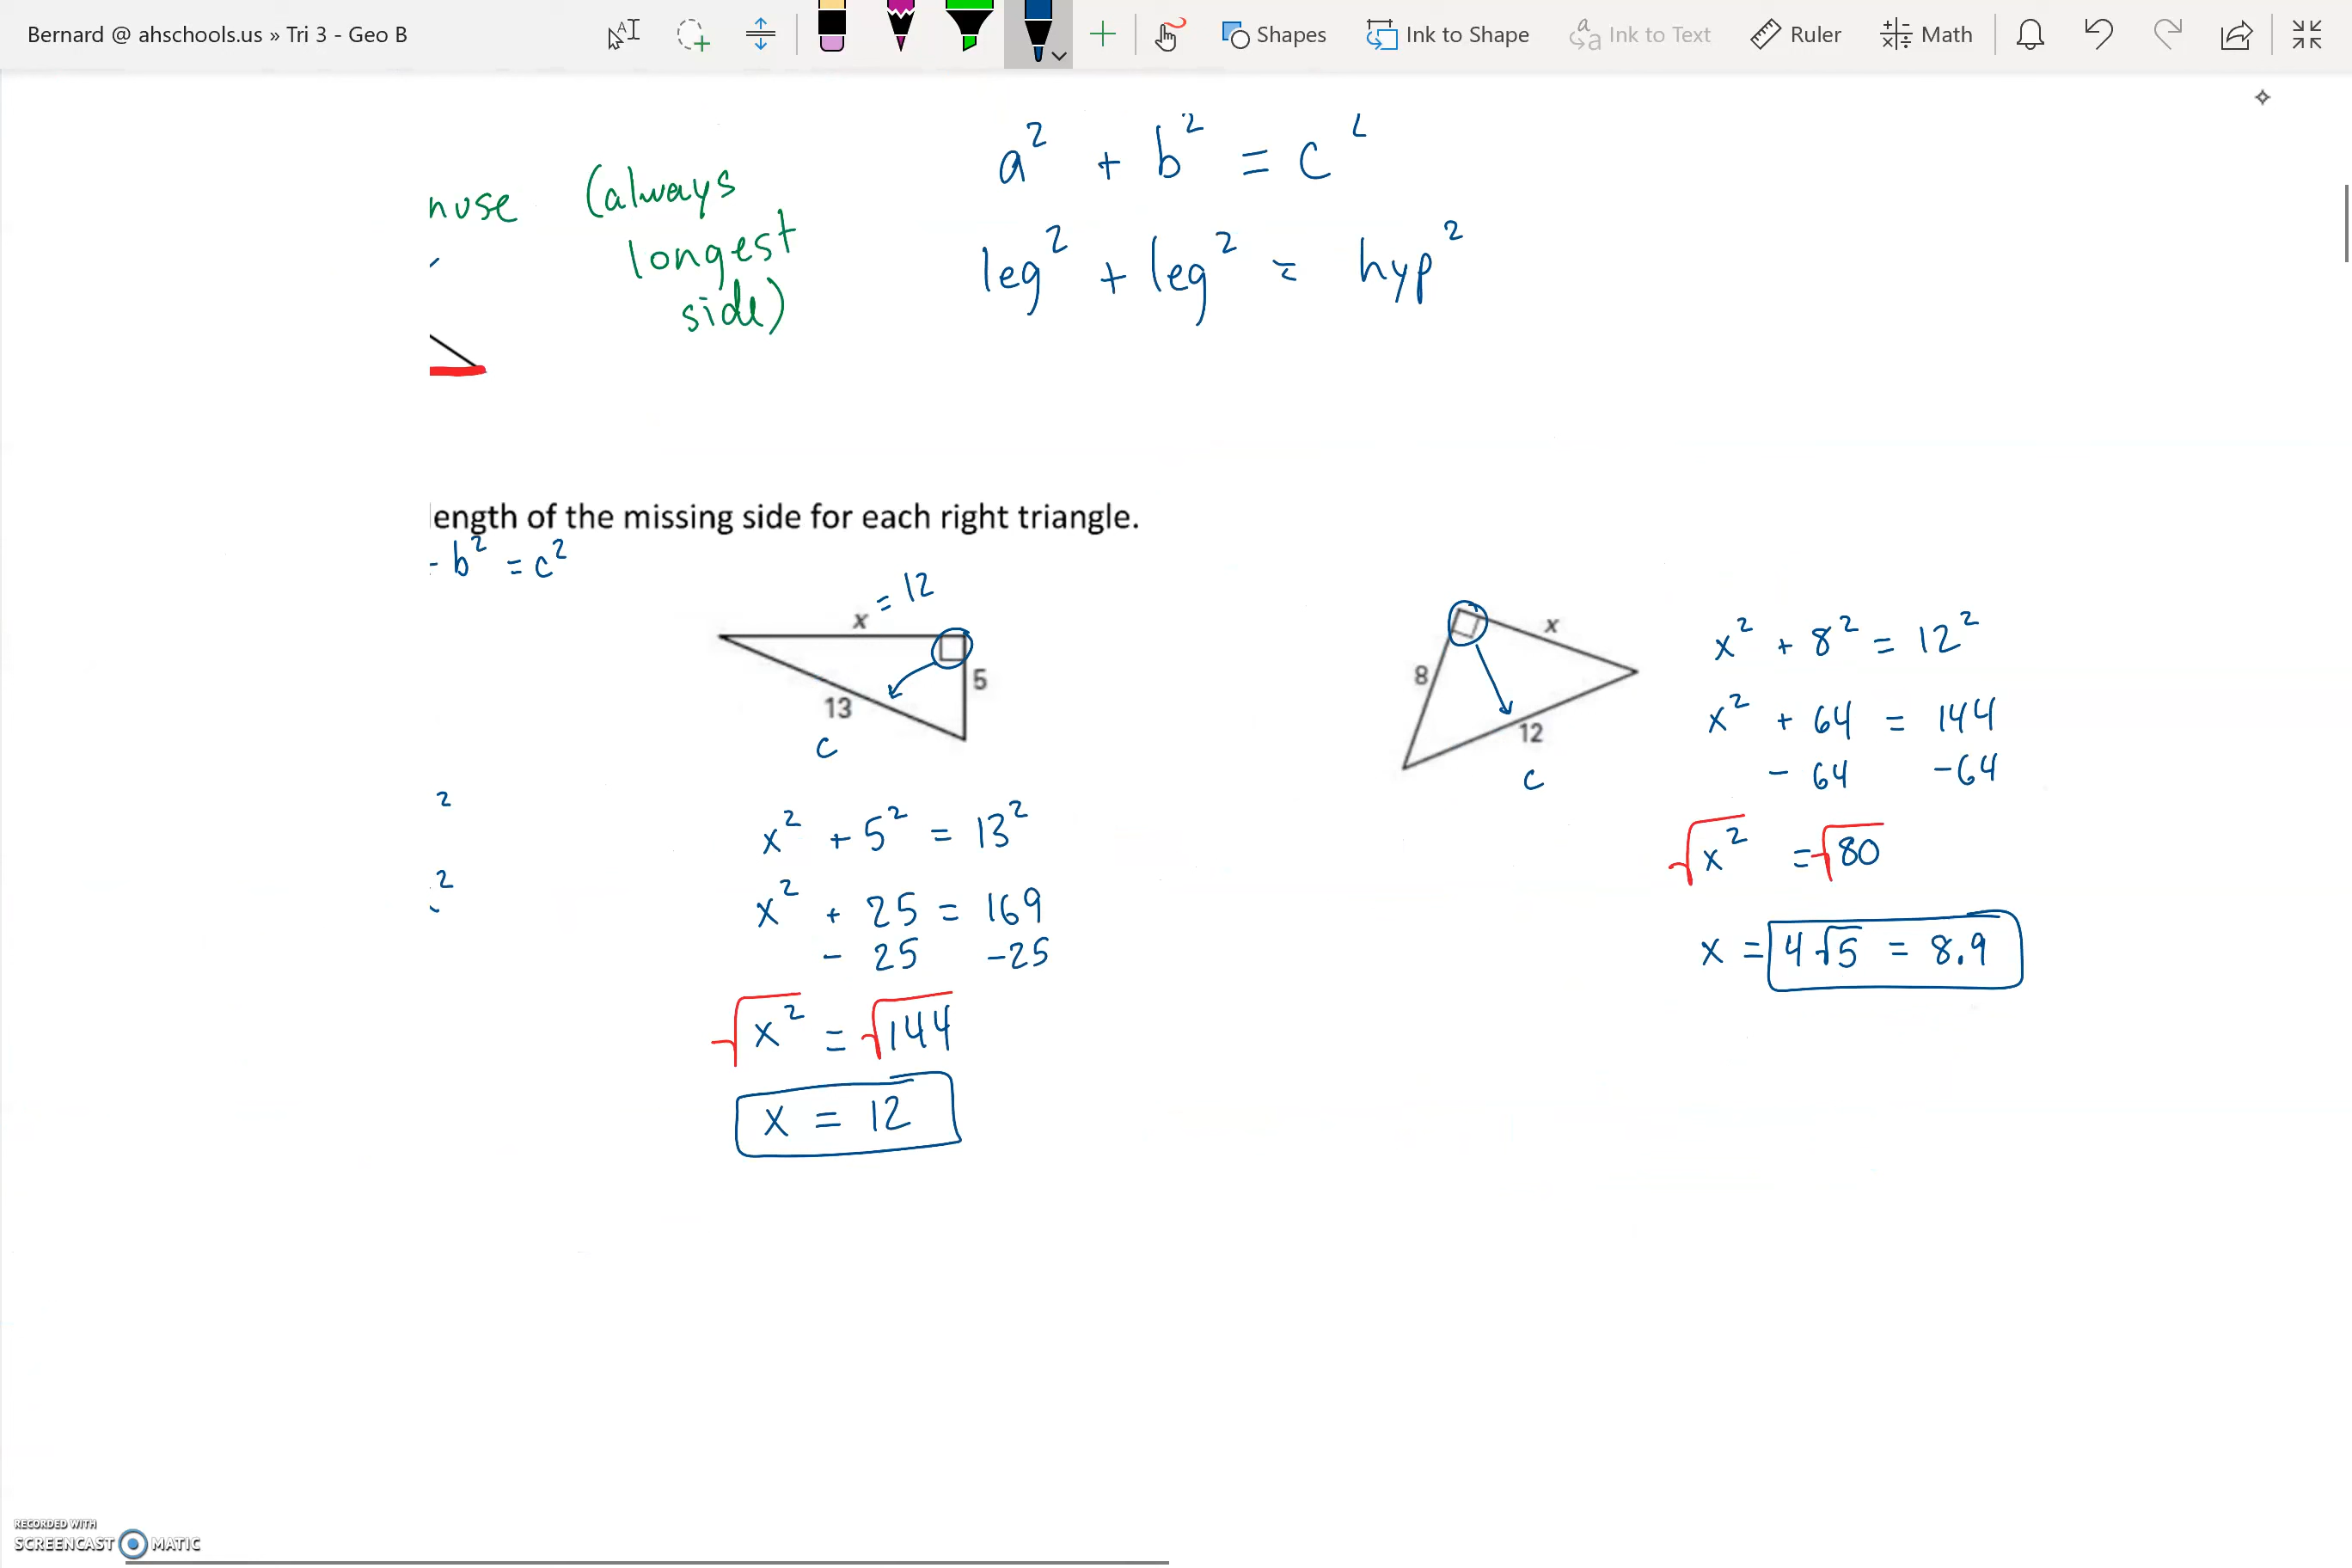 Bernard @ ahschools.us » Tri 3 - Geo B
Shapes
Ink to Shape
Ink to Text
Ruler
Math
nuse (always
longest
side)
a² + b² = c²
leg² + leg² = hyp²
ength of the missing side for each right triangle.
- b² = c²
x = 12
5
13
c
x² + 5² = 13²
x² + 25 = 169
- 25 -25
√x² = √144
x = 12
x
8
12
c
x² + 8² = 12²
x² + 64 = 144
- 64 -64
√x² = √80
x = 4√5 = 8.9
2
2
RECORDED WITH
SCREENCAST MATIC